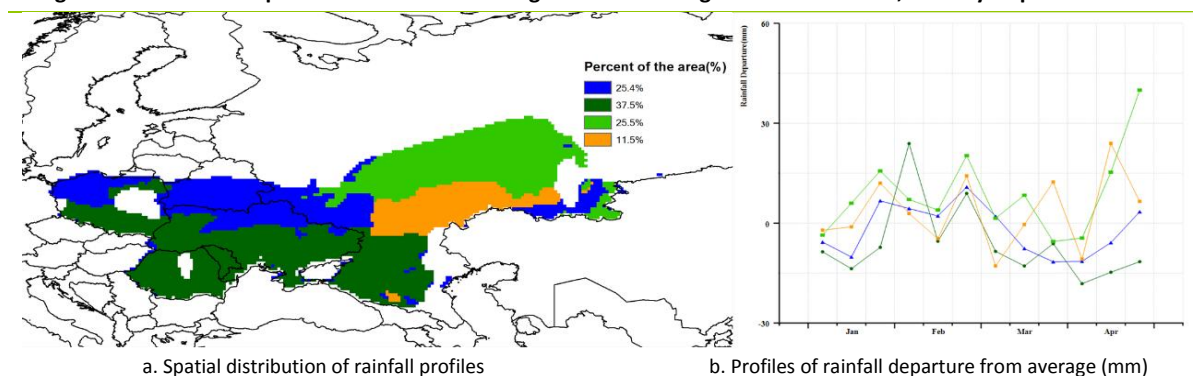 Percent of the area(%)
25.4%
37.5%
25.5%
11.5%
Rainfall Departure(mm)
60
30
0
-30
Jan
Feb
Mar
Apr
a. Spatial distribution of rainfall profiles
b. Profiles of rainfall departure from average (mm)